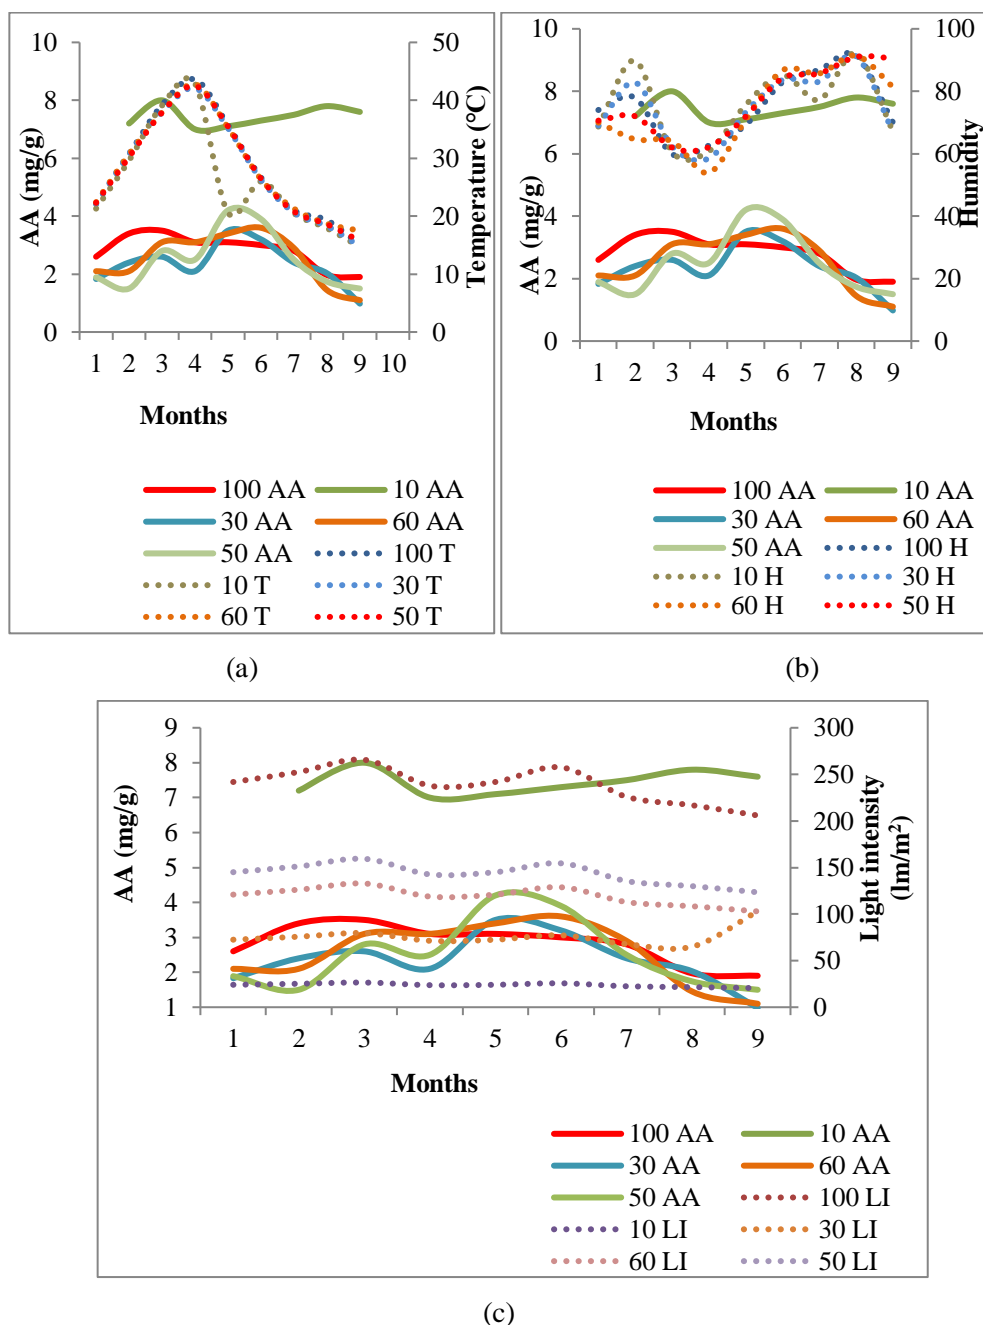 10
8
6
4
2
0
AA (mg/g)
50
40
30
20
10
0
Temperature (°C)
1 2 3 4 5 6 7 8 9 10
Months
100 AA 10 AA
30 AA 60 AA
50 AA 100 T
10 T 30 T
60 T 50 T
(a)
10
8
6
4
2
0
AA (mg/g)
100
80
60
40
20
0
Humidity
1 2 3 4 5 6 7 8 9
Months
100 AA 10 AA
30 AA 60 AA
50 AA 100 H
10 H 30 H
60 H 50 H
(b)
9
8
7
6
5
4
3
2
1
AA (mg/g)
300
250
200
150
100
50
0
Light intensity
(lm/m²)
1 2 3 4 5 6 7 8 9
Months
100 AA 10 AA
30 AA 60 AA
50 AA 100 LI
10 LI 30 LI
60 LI 50 LI
(c)